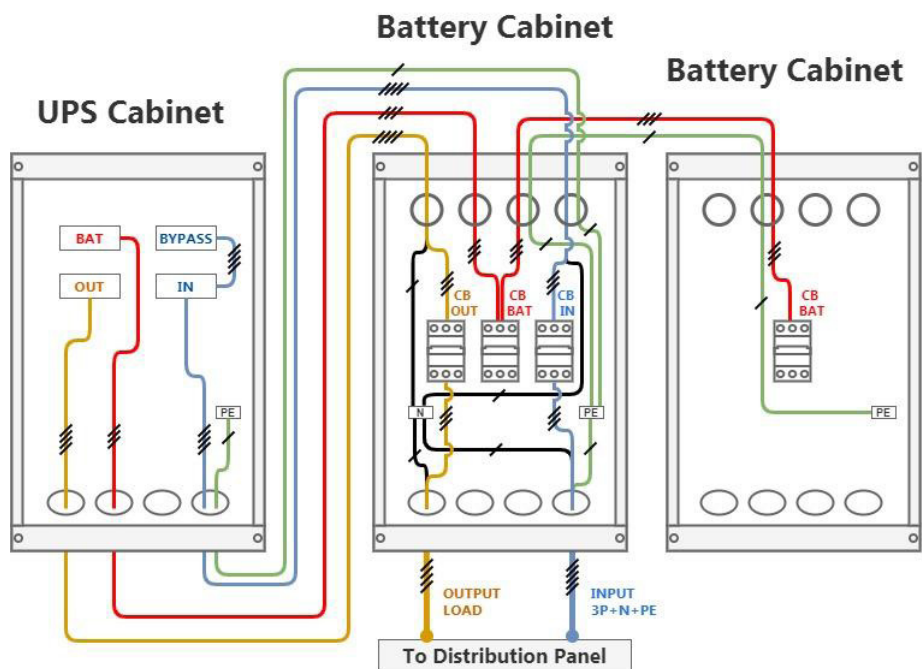 Battery Cabinet
Battery Cabinet
UPS Cabinet
BAT
BYPASS
OUT
IN
PE
CB
OUT
CB
BAT
CB
IN
N
PE
CB
BAT
PE
OUTPUT
LOAD
INPUT
3P+N+PE
To Distribution Panel